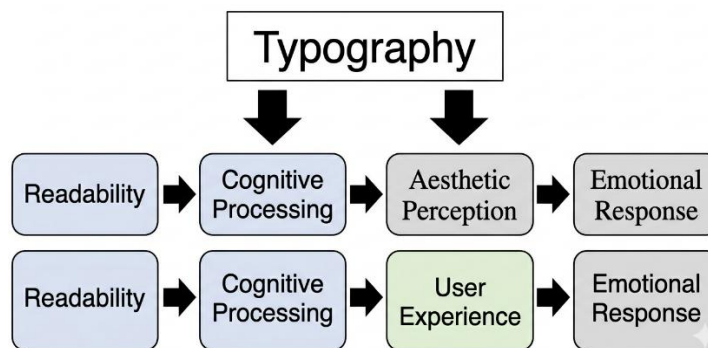 Typography
Readability
Cognitive
Processing
Aesthetic
Perception
Emotional
Response
Readability
Cognitive
Processing
User
Experience
Emotional
Response